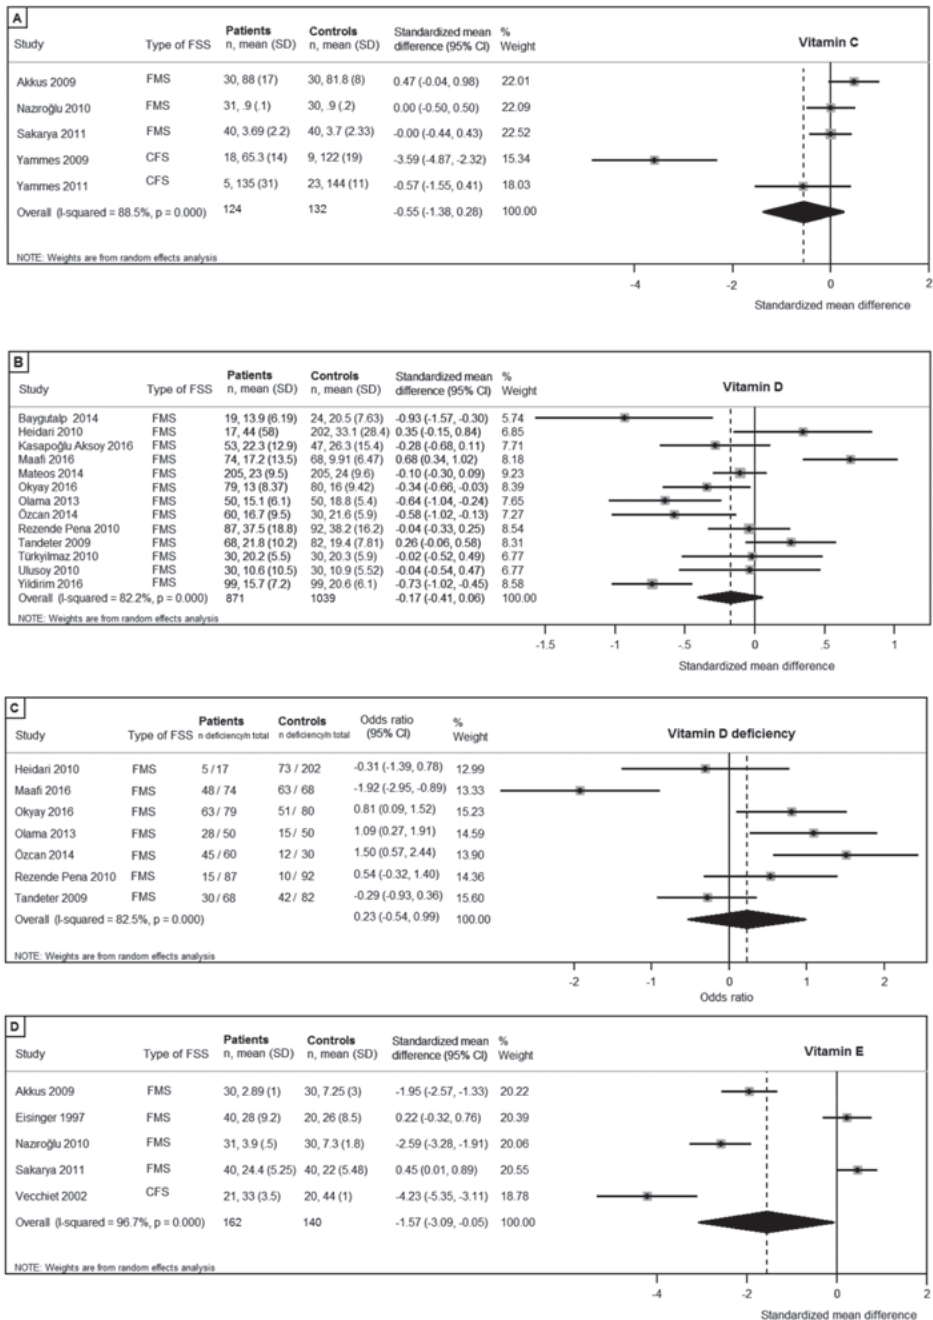 A
Patients Controls Standardized mean %
Study Type of FSS n, mean (SD) n, mean (SD) difference (95% CI) Weight Vitamin C
Akkus 2009 FMS 30, 88 (17) 30, 81.8 (8) 0.47 (-0.04, 0.98) 22.01
Nazıroğlu 2010 FMS 31, .9 (.1) 30, .9 (.2) 0.00 (-0.50, 0.50) 22.09
Sakarya 2011 FMS 40, 3.69 (2.2) 40, 3.7 (2.33) -0.00 (-0.44, 0.43) 22.52
Yammes 2009 CFS 18, 65.3 (14) 9, 122 (19) -3.59 (-4.87, -2.32) 15.34
Yammes 2011 CFS 5, 135 (31) 23, 144 (11) -0.57 (-1.55, 0.41) 18.03
Overall (I-squared = 88.5%, p = 0.000) 124 132 -0.55 (-1.38, 0.28) 100.00
NOTE: Weights are from random effects analysis
-4 -2 0 2
Standardized mean difference
B
Patients Controls Standardized mean %
Study Type of FSS n, mean (SD) n, mean (SD) difference (95% CI) Weight Vitamin D
Baygutalp 2014 FMS 19, 13.9 (6.19) 24, 20.5 (7.63) -0.93 (-1.57, -0.30) 5.74
Heidari 2010 FMS 17, 44 (58) 202, 33.1 (28.4) 0.35 (-0.15, 0.84) 6.85
Kasapoğlu Aksoy 2016 FMS 53, 22.3 (12.9) 47, 26.3 (15.4) -0.28 (-0.68, 0.11) 7.71
Maafi 2016 FMS 74, 17.2 (13.5) 68, 9.91 (6.47) 0.68 (0.34, 1.02) 8.18
Mateos 2014 FMS 205, 23 (9.5) 205, 24 (9.6) -0.10 (-0.30, 0.09) 9.23
Okyay 2016 FMS 79, 13 (8.37) 80, 16 (9.42) -0.34 (-0.66, -0.03) 8.39
Olama 2013 FMS 50, 15.1 (6.1) 50, 18.8 (5.4) -0.64 (-1.04, -0.24) 7.65
Özcan 2014 FMS 60, 16.7 (9.5) 30, 21.6 (5.9) -0.58 (-1.02, -0.13) 7.27
Rezende Pena 2010 FMS 87, 37.5 (18.8) 92, 38.2 (16.2) -0.04 (-0.33, 0.25) 8.54
Tandeter 2009 FMS 68, 21.8 (10.2) 82, 19.4 (7.81) 0.26 (-0.06, 0.58) 8.31
Türkyilmaz 2010 FMS 30, 20.2 (5.5) 30, 20.3 (5.9) -0.02 (-0.52, 0.49) 6.77
Ulusoy 2010 FMS 30, 10.6 (10.5) 30, 10.9 (5.52) -0.04 (-0.54, 0.47) 6.77
Yildirim 2016 FMS 99, 15.7 (7.2) 99, 20.6 (6.1) -0.73 (-1.02, -0.45) 8.58
Overall (I-squared = 82.2%, p = 0.000) 871 1039 -0.17 (-0.41, 0.06) 100.00
NOTE: Weights are from random effects analysis
-1.5 -1 -.5 0 .5 1
Standardized mean difference
C
Patients Controls Odds ratio %
Study Type of FSS n deficiency/n total n deficiency/n total (95% CI) Weight Vitamin D deficiency
Heidari 2010 FMS 5 / 17 73 / 202 -0.31 (-1.39, 0.78) 12.99
Maafi 2016 FMS 48 / 74 63 / 68 -1.92 (-2.95, -0.89) 13.33
Okyay 2016 FMS 63 / 79 51 / 80 0.81 (0.09, 1.52) 15.23
Olama 2013 FMS 28 / 50 15 / 50 1.09 (0.27, 1.91) 14.59
Özcan 2014 FMS 45 / 60 12 / 30 1.50 (0.57, 2.44) 13.90
Rezende Pena 2010 FMS 15 / 87 10 / 92 0.54 (-0.32, 1.40) 14.36
Tandeter 2009 FMS 30 / 68 42 / 82 -0.29 (-0.93, 0.36) 15.60
Overall (I-squared = 82.5%, p = 0.000) 0.23 (-0.54, 0.99) 100.00
NOTE: Weights are from random effects analysis
-2 -1 0 1 2
Odds ratio
D
Patients Controls Standardized mean %
Study Type of FSS n, mean (SD) n, mean (SD) difference (95% CI) Weight Vitamin E
Akkus 2009 FMS 30, 2.89 (1) 30, 7.25 (3) -1.95 (-2.57, -1.33) 20.22
Eisinger 1997 FMS 40, 28 (9.2) 20, 26 (8.5) 0.22 (-0.32, 0.76) 20.39
Nazıroğlu 2010 FMS 31, 3.9 (.5) 30, 7.3 (1.8) -2.59 (-3.28, -1.91) 20.06
Sakarya 2011 FMS 40, 24.4 (5.25) 40, 22 (5.48) 0.45 (0.01, 0.89) 20.55
Vecchiet 2002 CFS 21, 33 (3.5) 20, 44 (1) -4.23 (-5.35, -3.11) 18.78
Overall (I-squared = 96.7%, p = 0.000) 162 140 -1.57 (-3.09, -0.05) 100.00
NOTE: Weights are from random effects analysis
-4 -2 0 2
Standardized mean difference